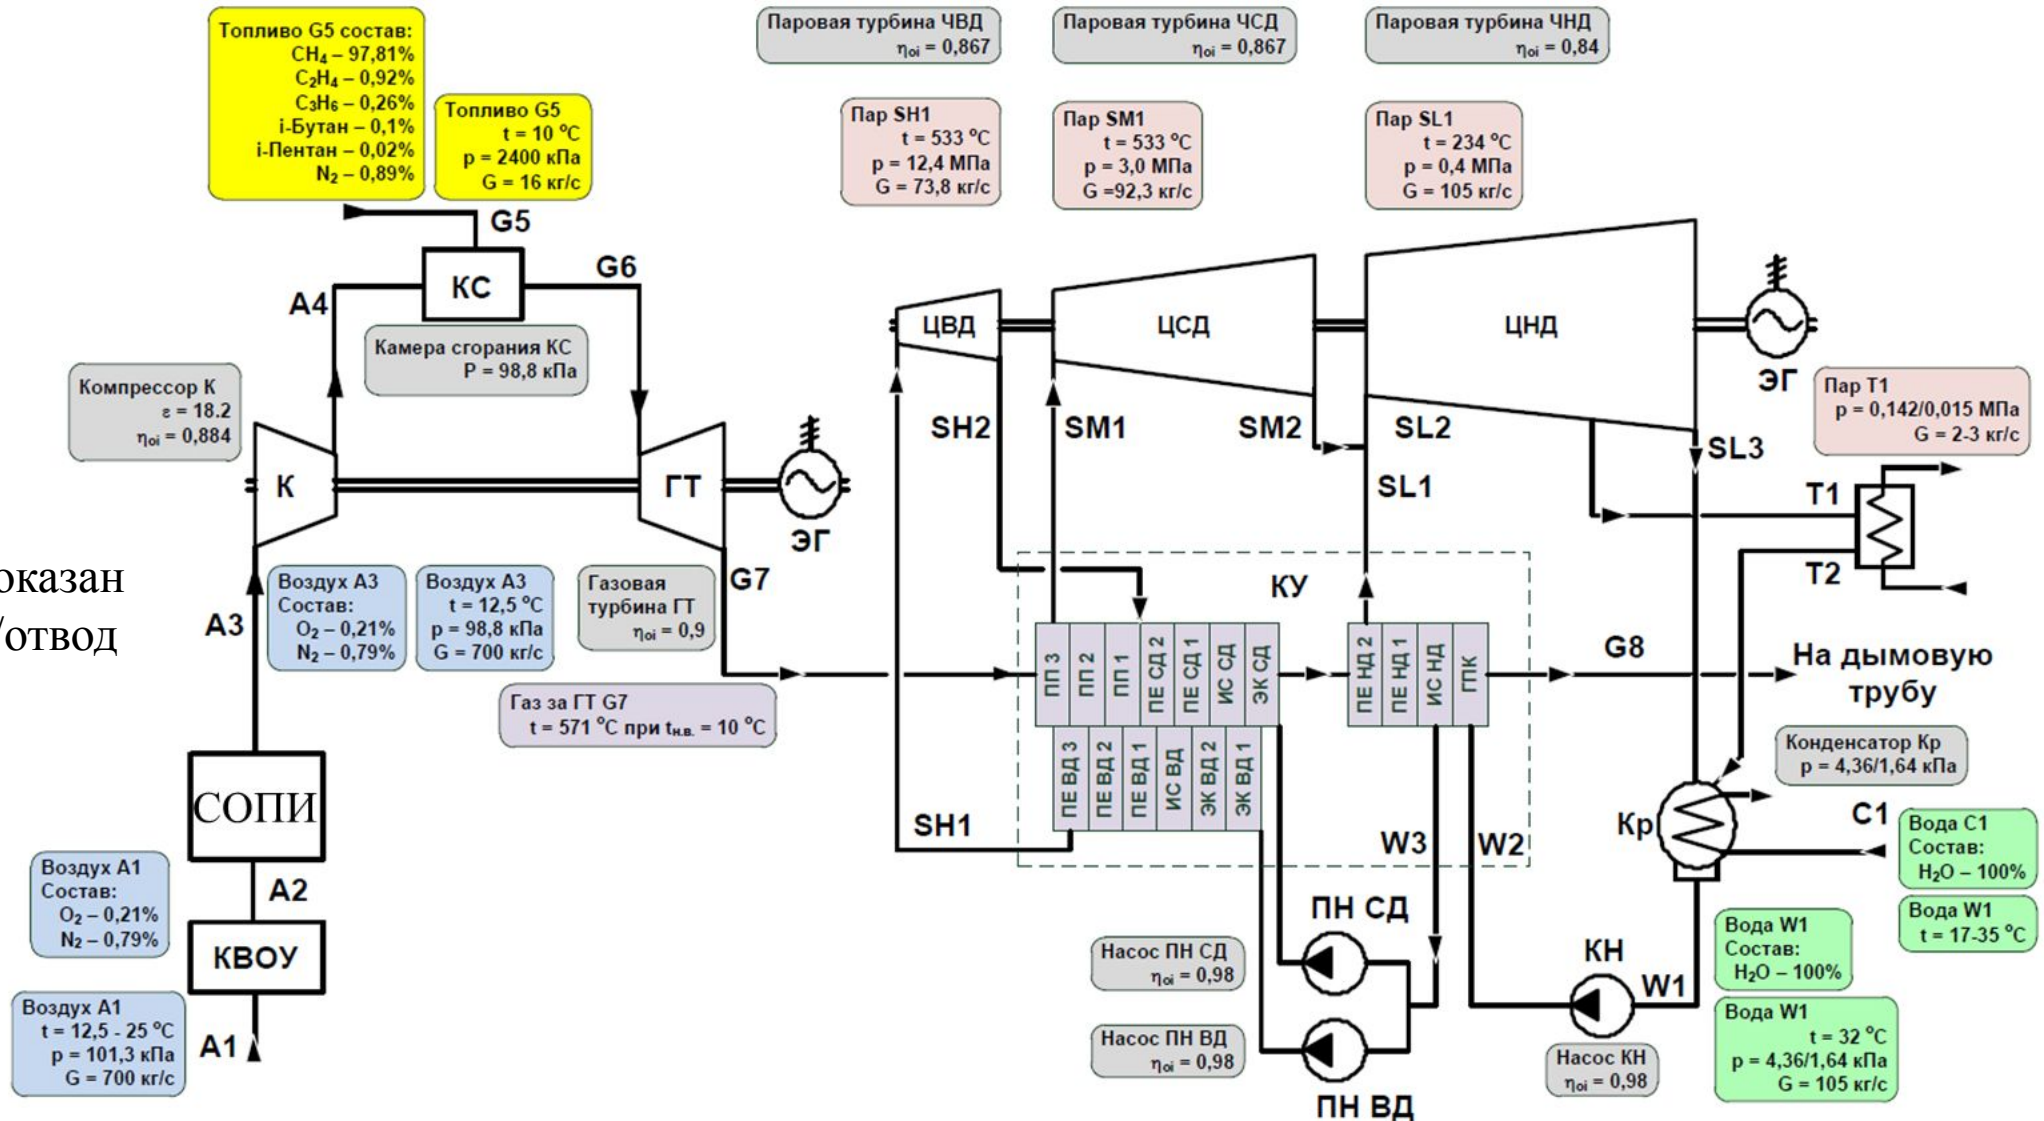 Топливо G5 состав:
CH₄ – 97,81%
C₂H₄ – 0,92%
C₃H₆ – 0,26%
i-Бутан – 0,1%
i-Пентан – 0,02%
N₂ – 0,89%
Топливо G5
t = 10 ºC
p = 2400 кПа
G = 16 кг/с
Паровая турбина ЧВД
ηₒᵢ = 0,867
Паровая турбина ЧСД
ηₒᵢ = 0,867
Паровая турбина ЧНД
ηₒᵢ = 0,84
Пар SH1
t = 533 ºC
p = 12,4 МПа
G = 73,8 кг/с
Пар SM1
t = 533 ºC
p = 3,0 МПа
G =92,3 кг/с
Пар SL1
t = 234 ºC
p = 0,4 МПа
G = 105 кг/с
G5
КС
G6
A4
Камера сгорания КС
P = 98,8 кПа
Компрессор К
ε = 18.2
ηₒᵢ = 0,884
К
ГТ
ЭГ
ЦВД
ЦСД
ЦНД
ЭГ
SH2
SM1
SM2
SL2
SL3
SL1
Пар T1
p = 0,142/0,015 МПа
G = 2-3 кг/с
T1
T2
оказан
/отвод
A3
Воздух A3
Состав:
O₂ – 0,21%
N₂ – 0,79%
Воздух A3
t = 12,5 ºC
p = 98,8 кПа
G = 700 кг/с
Газовая
турбина ГТ
ηₒᵢ = 0,9
G7
Газ за ГТ G7
t = 571 ºC при tн.в. = 10 ºC
КУ
ПП 3
ПП 2
ПП 1
ПЕ СД 2
ПЕ СД 1
ИС СД
ЭК СД
ПЕ НД 2
ПЕ НД 1
ИС НД
ГПК
ПЕ ВД 3
ПЕ ВД 2
ПЕ ВД 1
ИС ВД
ЭК ВД 2
ЭК ВД 1
G8
На дымовую
трубу
Конденсатор Кр
p = 4,36/1,64 кПа
Кр
C1
Вода C1
Состав:
H₂O – 100%
Вода W1
t = 17-35 ºC
СОПИ
A2
КВОУ
A1
Воздух A1
Состав:
O₂ – 0,21%
N₂ – 0,79%
Воздух A1
t = 12,5 - 25 ºC
p = 101,3 кПа
G = 700 кг/с
SH1
W3
W2
ПН СД
Насос ПН СД
ηₒᵢ = 0,98
Насос ПН ВД
ηₒᵢ = 0,98
ПН ВД
КН
W1
Насос КН
ηₒᵢ = 0,98
Вода W1
Состав:
H₂O – 100%
Вода W1
t = 32 ºC
p = 4,36/1,64 кПа
G = 105 кг/с